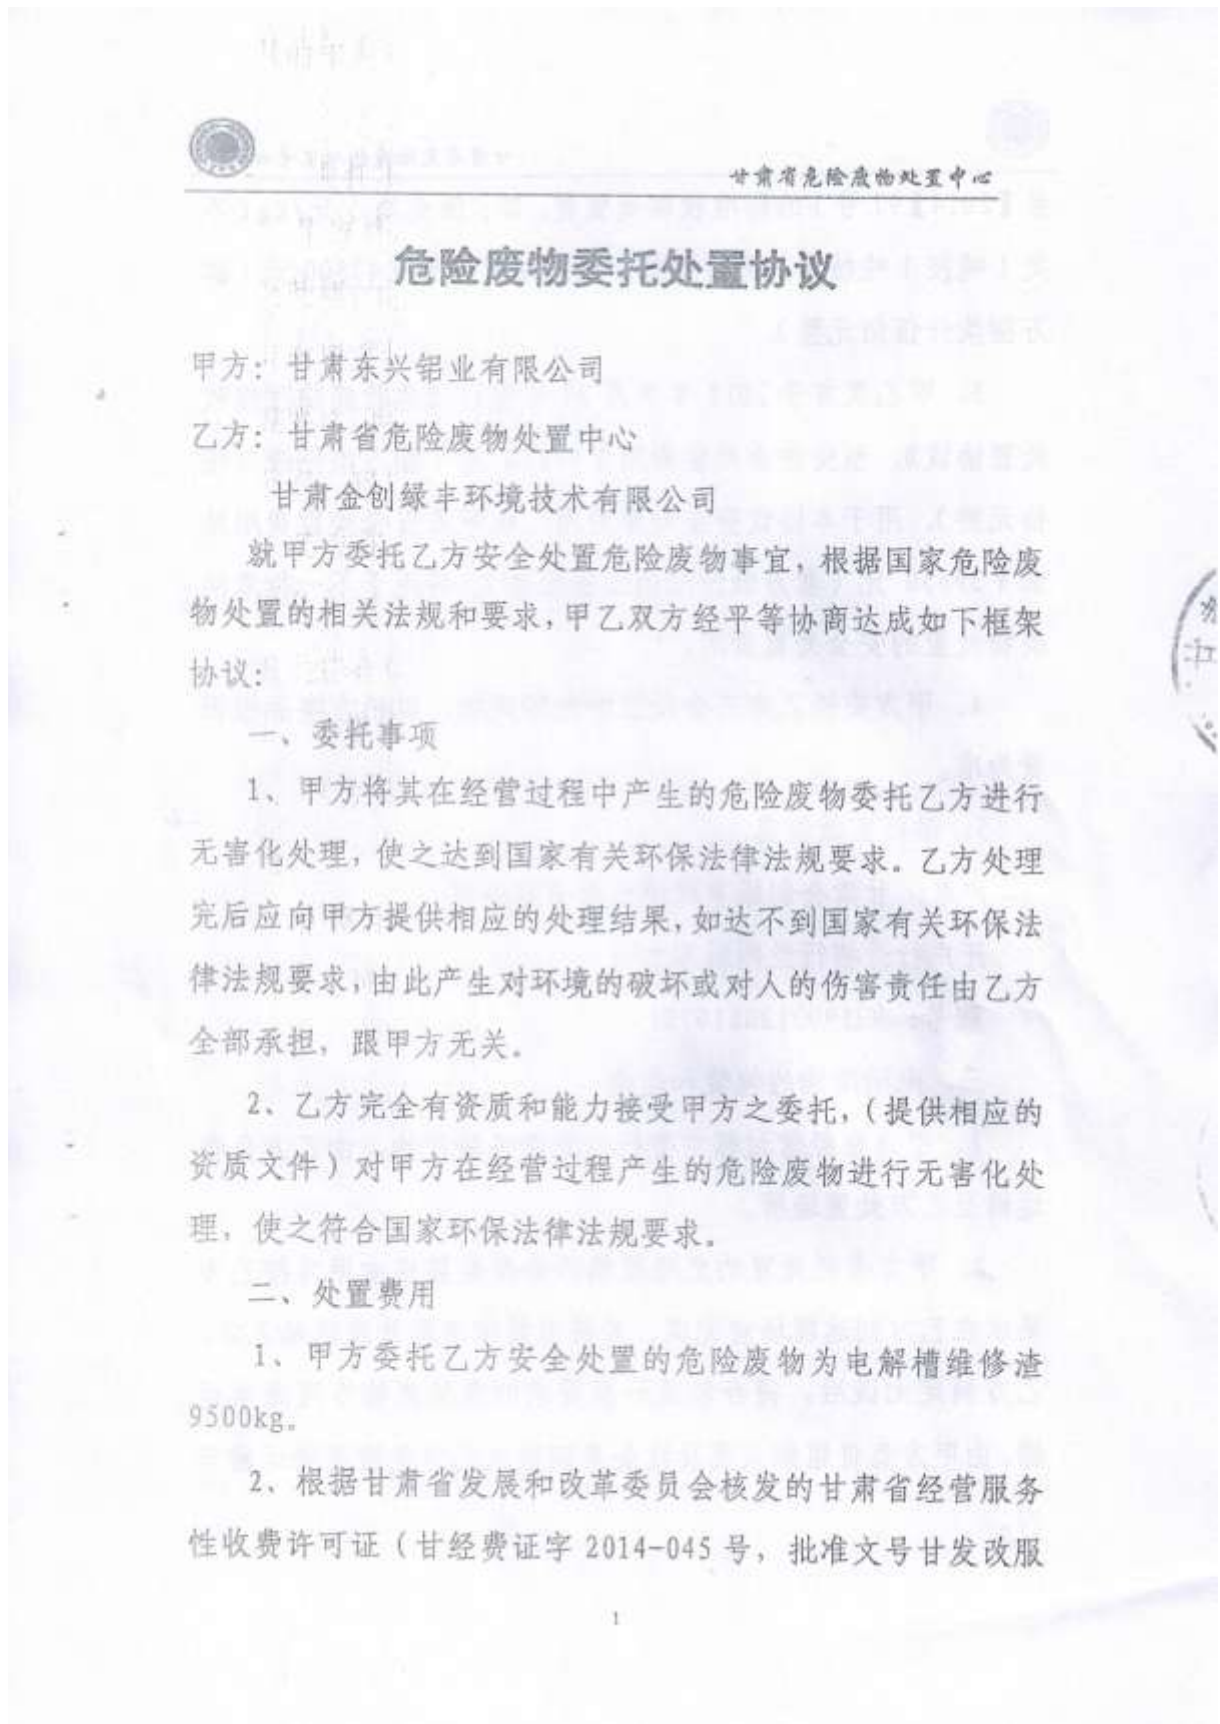 甘肃省危险废物处置中心
危险废物委托处置协议
甲方：甘肃东兴铝业有限公司
乙方：甘肃省危险废物处置中心
甘肃金创绿丰环境技术有限公司
就甲方委托乙方安全处置危险废物事宜，根据国家危险废
物处置的相关法规和要求，甲乙双方经平等协商达成如下框架
协议：
一、委托事项
1、甲方将其在经营过程中产生的危险废物委托乙方进行
无害化处理，使之达到国家有关环保法律法规要求。乙方处理
完后应向甲方提供相应的处理结果，如达不到国家有关环保法
律法规要求，由此产生对环境的破坏或对人的伤害责任由乙方
全部承担，跟甲方无关。
2、乙方完全有资质和能力接受甲方之委托，（提供相应的
资质文件）对甲方在经营过程产生的危险废物进行无害化处
理，使之符合国家环保法律法规要求。
二、处置费用
1、甲方委托乙方安全处置的危险废物为电解槽维修渣
9500kg。
2、根据甘肃省发展和改革委员会核发的甘肃省经营服务
性收费许可证（甘经费证字 2014-045 号，批准文号甘发改服
1